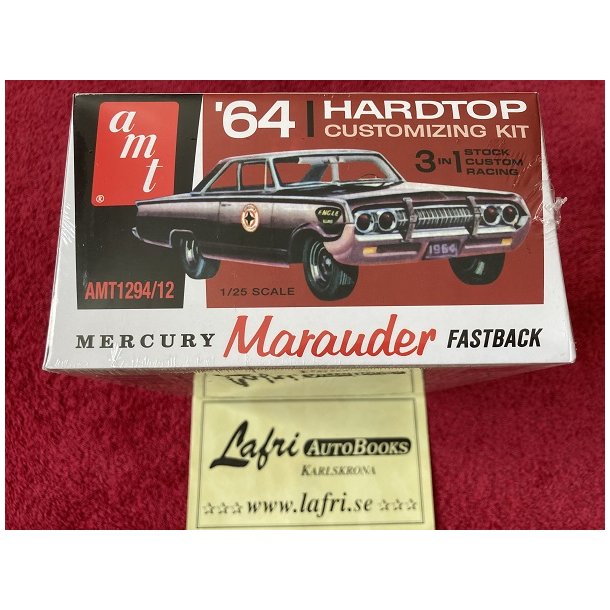 amt
®
'64 HARDTOP
CUSTOMIZING KIT
3 IN 1 STOCK
CUSTOM
RACING
1964
AMT1294/12
1/25 SCALE
MERCURY Marauder FASTBACK
Lafri AUTOBOOKS
KARLSKRONA
www.lafri.se